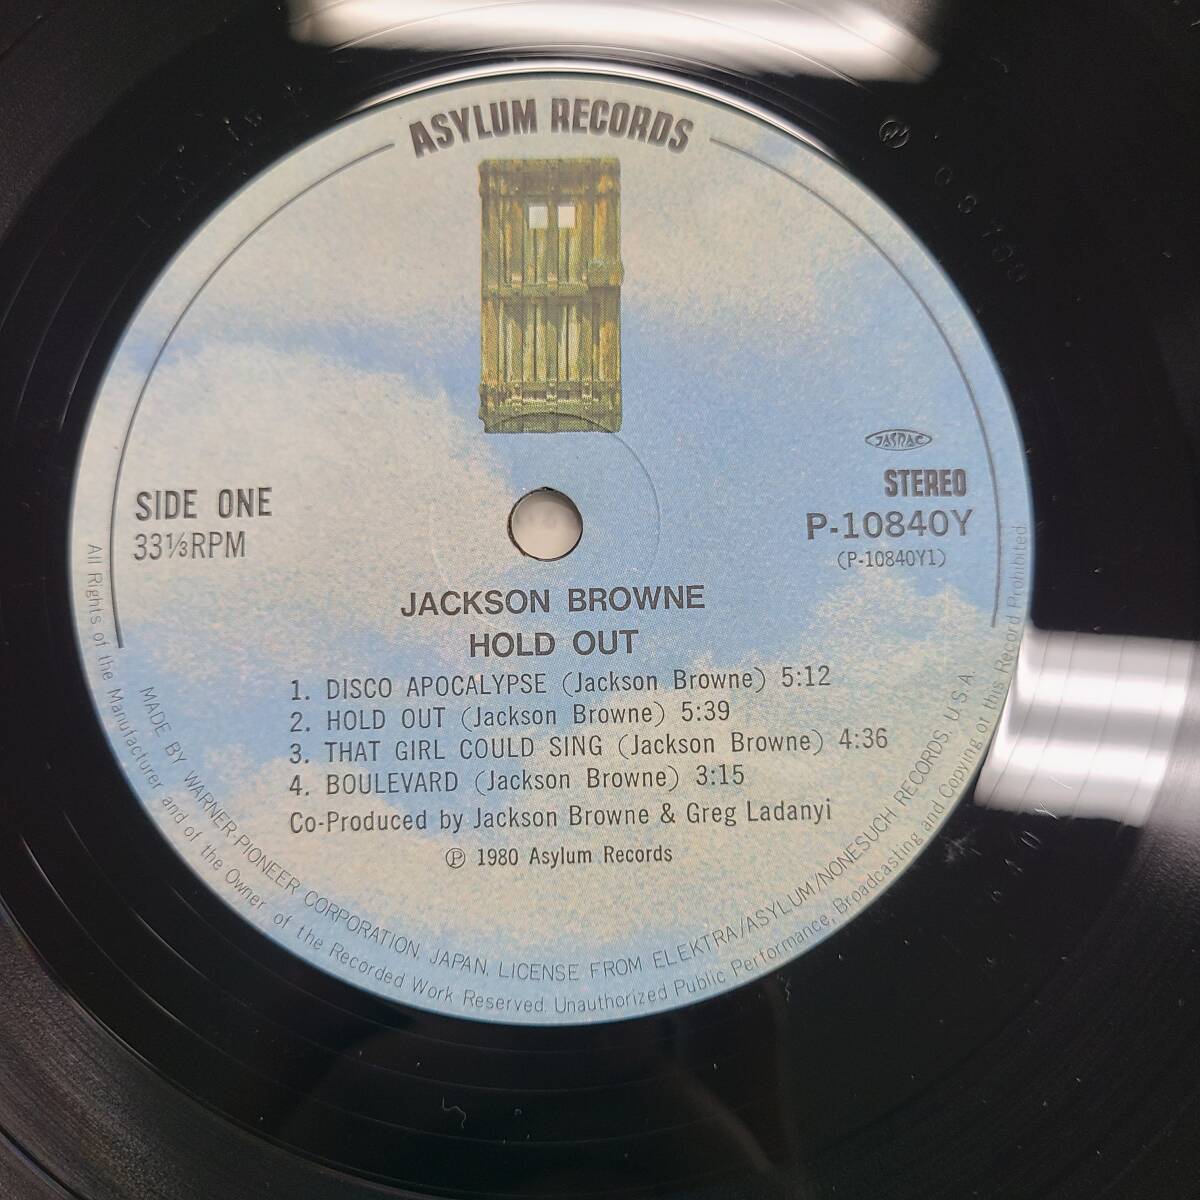 ASYLUM RECORDS
JASRAC
STEREO
SIDE ONE
33⅓RPM
P-10840Y
(P-10840Y1)
JACKSON BROWNE
HOLD OUT
1. DISCO APOCALYPSE (Jackson Browne) 5:12
2. HOLD OUT (Jackson Browne) 5:39
3. THAT GIRL COULD SING (Jackson Browne) 4:36
4. BOULEVARD (Jackson Browne) 3:15
Co-Produced by Jackson Browne & Greg Ladanyi
Ⓟ 1980 Asylum Records
MADE BY WARNER-PIONEER CORPORATION, JAPAN, LICENSE FROM ELEKTRA/ASYLUM/NONESUCH RECORDS, U.S.A.
All Rights of the Manufacturer and of the Owner of the Recorded Work Reserved. Unauthorized Public Performance, Broadcasting and Copying of this Record Prohibited.